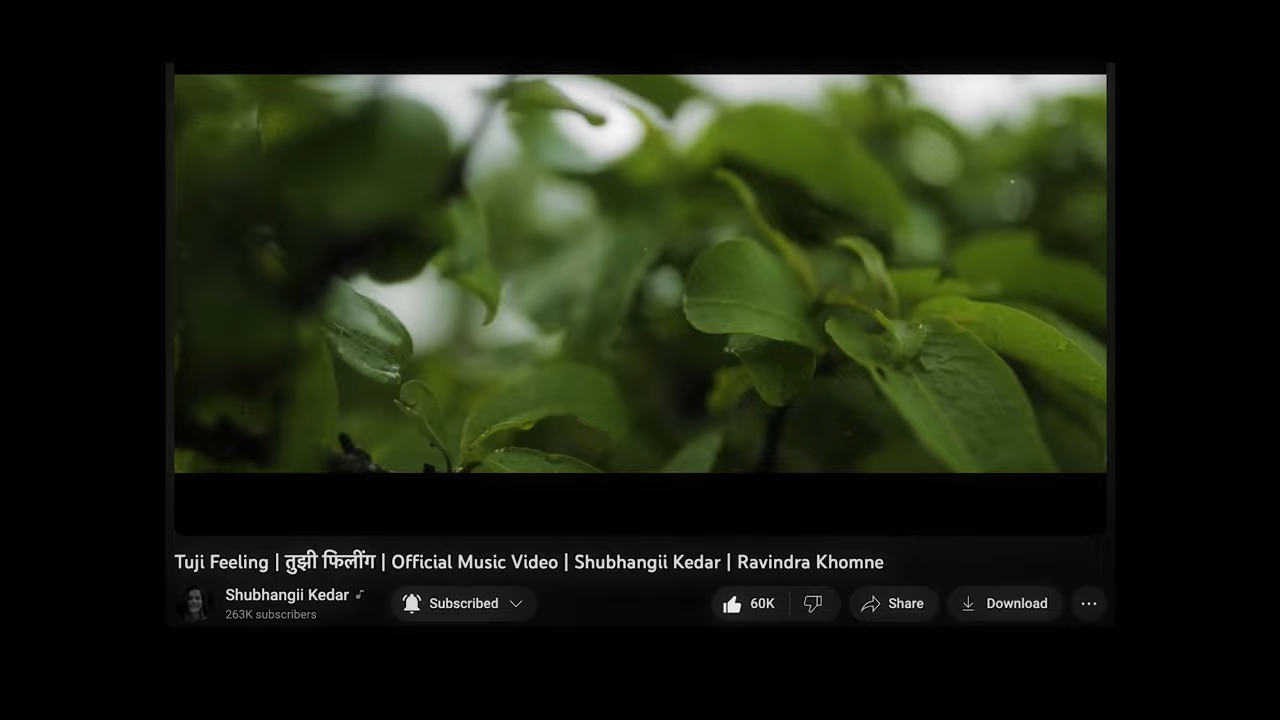 Tuji Feeling | तुझी फिलींग | Official Music Video | Shubhangii Kedar | Ravindra Khomne
Shubhangii Kedar
263K subscribers
Subscribed
60K
Share
Download